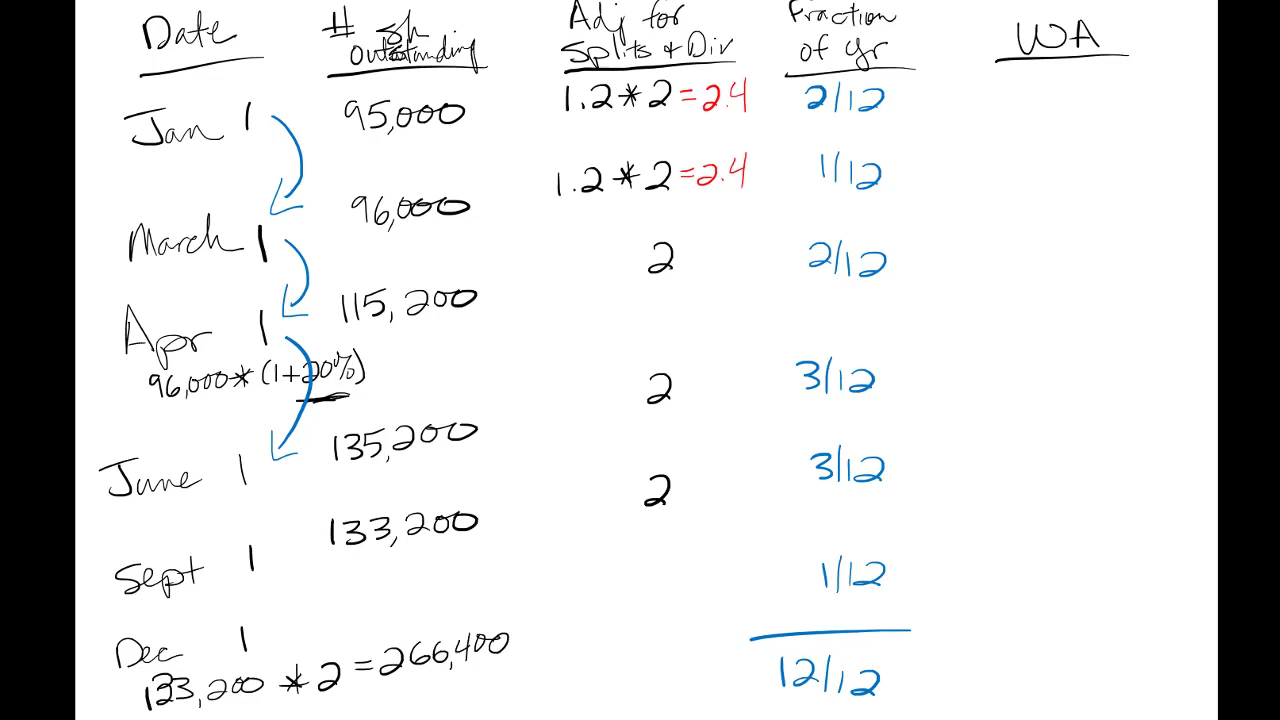 Date # sh Outstanding Adj for Splits + Div Fraction of Yr WA
Jan 1 95,000 1.2 * 2 = 2.4 2/12
March 1 96,000 1.2 * 2 = 2.4 1/12
Apr 1 115,200 2 2/12
96,000 * (1+20%)
June 1 135,200 2 3/12
Sept 1 133,200 2 3/12
Dec 1 1/12
133,200 * 2 = 266,400 12/12